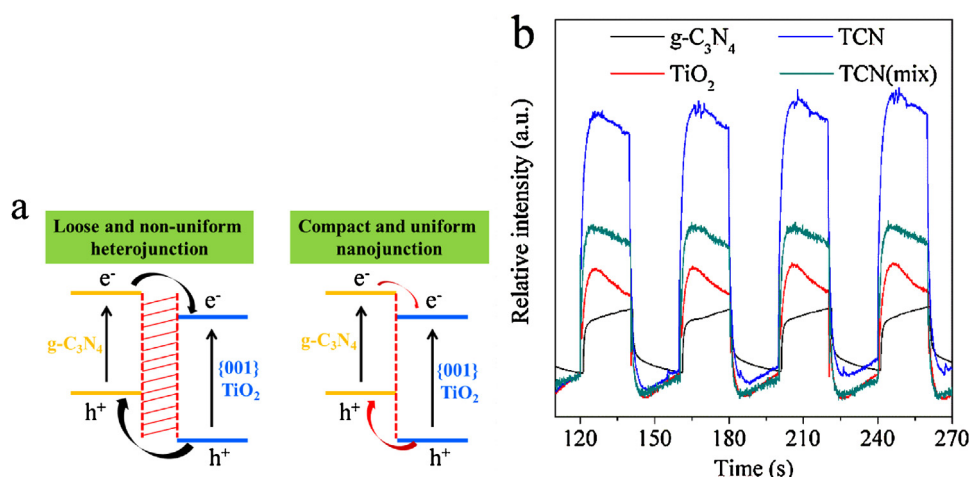 a
Loose and non-uniform
heterojunction
e-
e-
g-C3N4
{001}
TiO2
h+
h+
Compact and uniform
nanojunction
e-
e-
g-C3N4
{001}
TiO2
h+
h+
b
g-C3N4
TCN
TiO2
TCN(mix)
Relative intensity (a.u.)
120 150 180 210 240 270
Time (s)